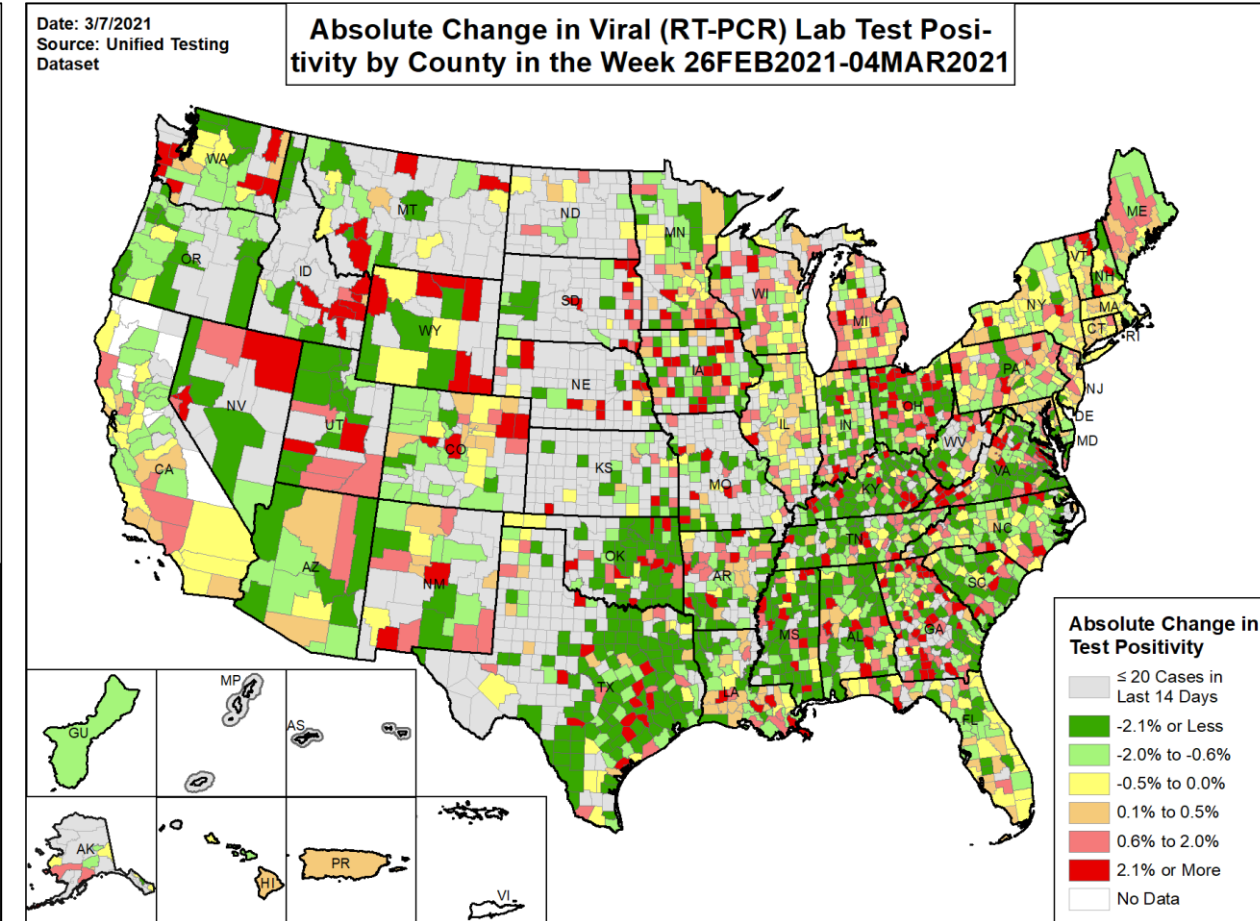 Date: 3/7/2021
Source: Unified Testing
Dataset
Absolute Change in Viral (RT-PCR) Lab Test Posi-
tivity by County in the Week 26FEB2021-04MAR2021
WA
MT
ND
MN
ME
OR
ID
SD
WI
MI
VT
NH
NY
MA
CT
RI
WY
IA
NE
PA
NJ
NV
UT
CO
IL
IN
OH
DE
MD
WV
VA
CA
KS
MO
KY
AZ
NM
OK
AR
TN
NC
SC
MS
AL
GA
TX
LA
FL
GU
MP
AS
AK
HI
PR
VI
Absolute Change in
Test Positivity
≤ 20 Cases in
Last 14 Days
-2.1% or Less
-2.0% to -0.6%
-0.5% to 0.0%
0.1% to 0.5%
0.6% to 2.0%
2.1% or More
No Data